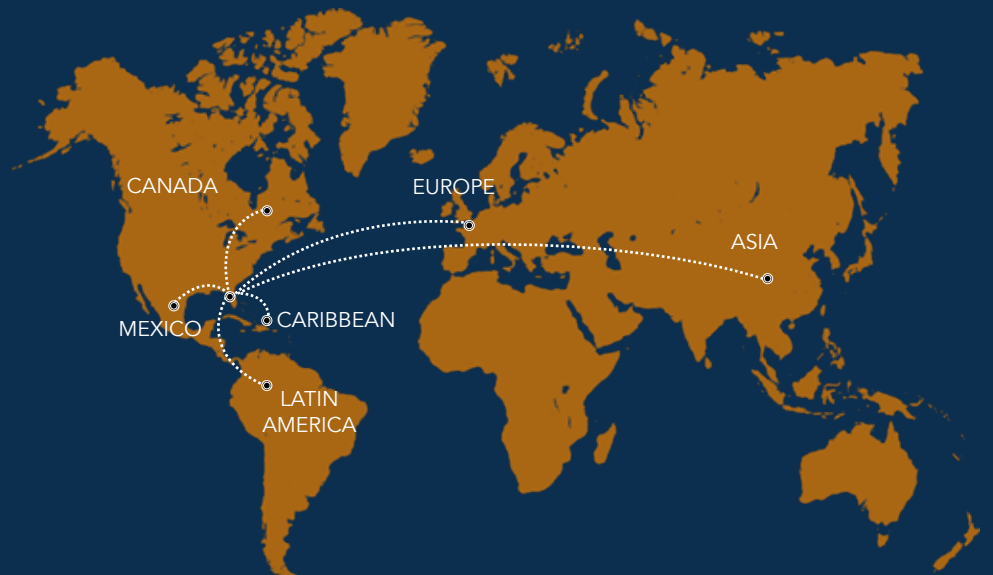 CANADA
EUROPE
ASIA
MEXICO
CARIBBEAN
LATIN
AMERICA